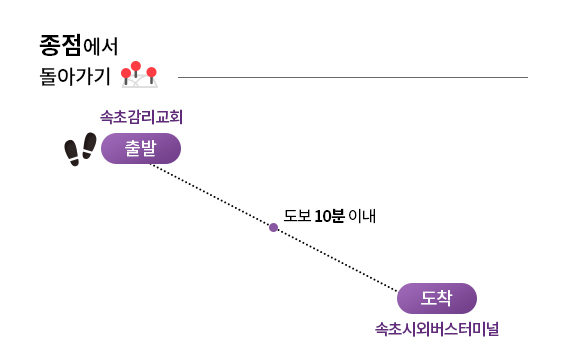 종점에서
돌아가기
속초감리교회
출발
도보 10분 이내
도착
속초시외버스터미널